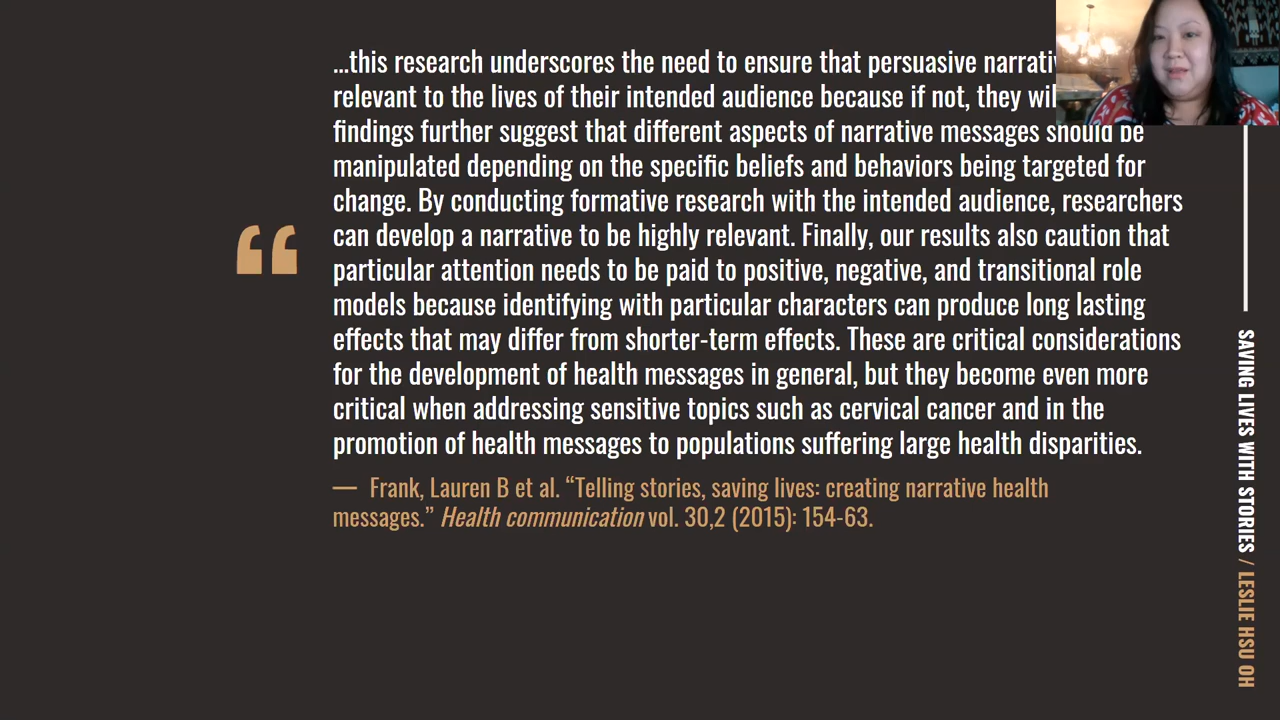 ...this research underscores the need to ensure that persuasive
relevant to the lives of their intended audience because if not, they
findings further suggest that different aspects of narrative messages should be
manipulated depending on the specific beliefs and behaviors being targeted for
change. By conducting formative research with the intended audience, researchers
can develop a narrative to be highly relevant. Finally, our results also caution that
particular attention needs to be paid to positive, negative, and transitional role
models because identifying with particular characters can produce long lasting
effects that may differ from shorter-term effects. These are critical considerations
for the development of health messages in general, but they become even more
critical when addressing sensitive topics such as cervical cancer and in the
promotion of health messages to populations suffering large health disparities.
— Frank, Lauren B et al. “Telling stories, saving lives: creating narrative health
messages.” Health communication vol. 30,2 (2015): 154-63.
SAVING LIVES WITH STORIES / LESLIE HSU OH